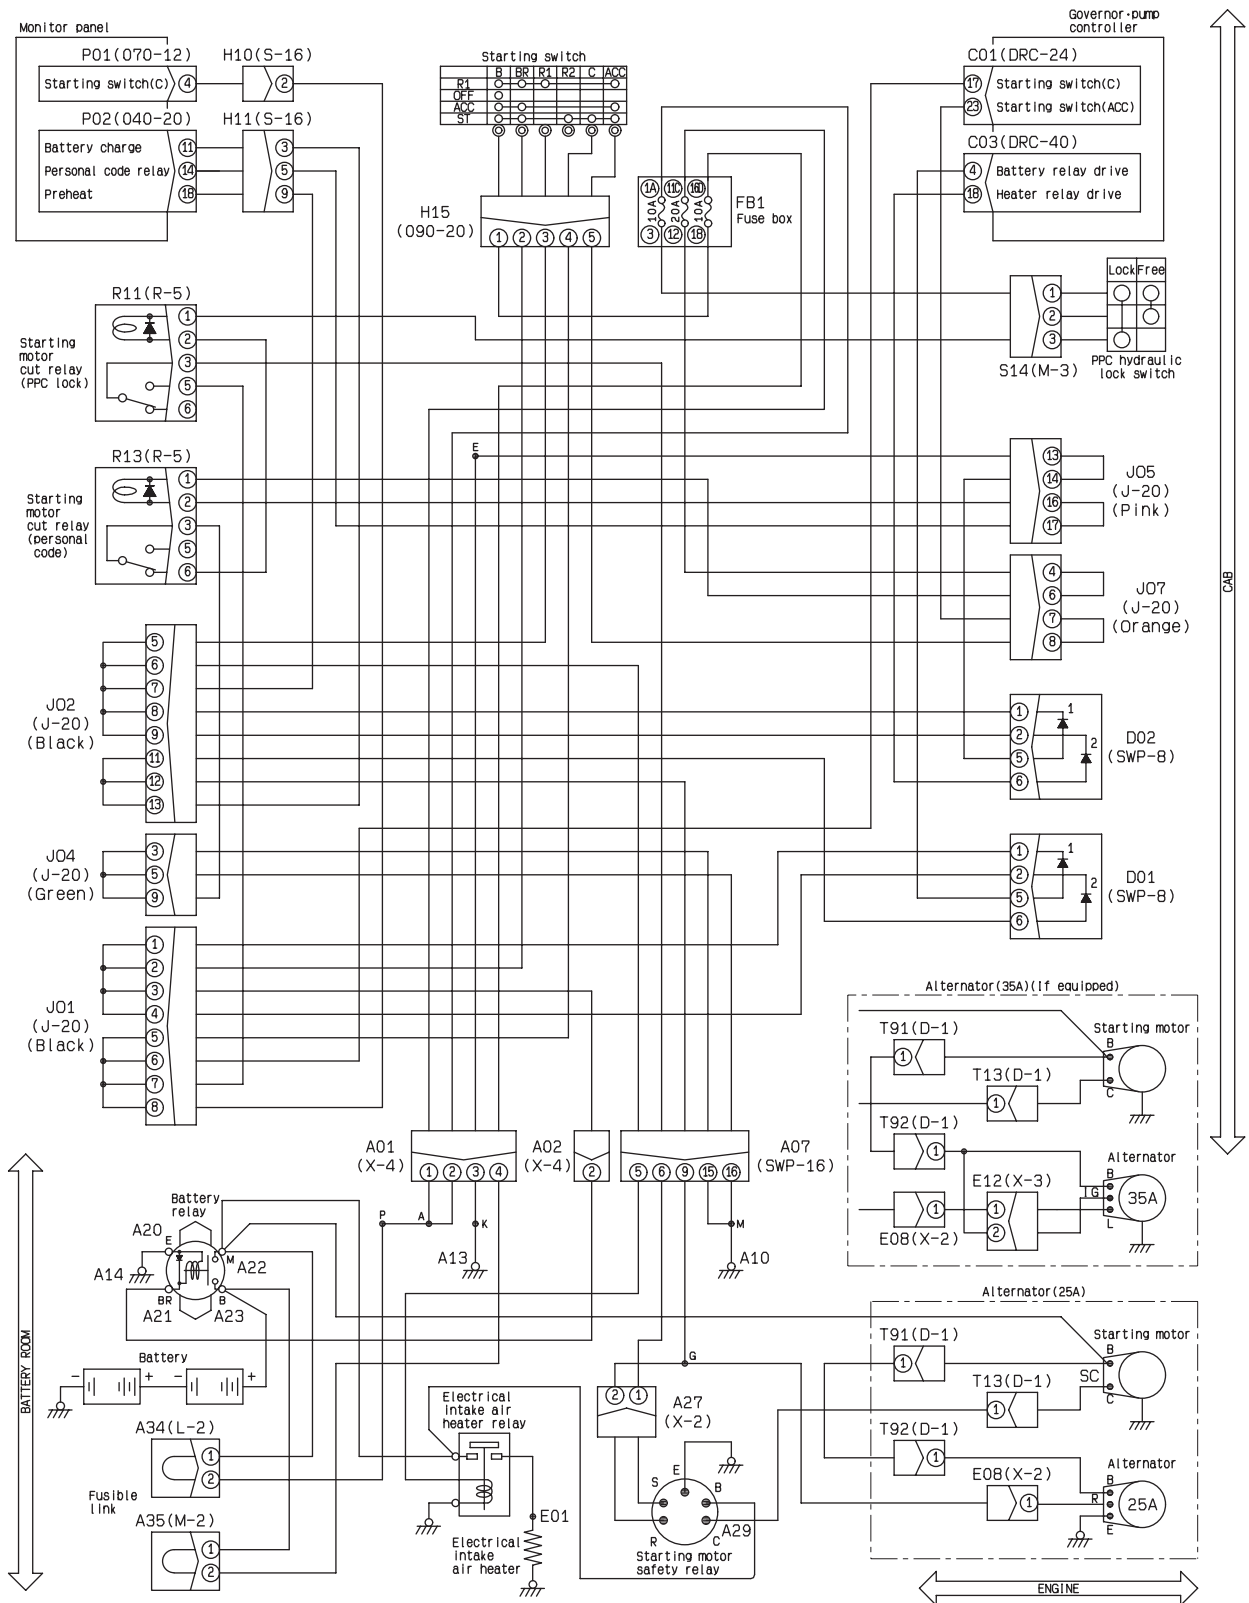 Monitor panel
P01(070-12)
H10(S-16)
Starting switch(C)
4
2
P02(040-20)
H11(S-16)
Battery charge
11
3
Personal code relay
14
5
Preheat
18
9
Starting switch
B BR R1 R2 C ACC
R1
OFF
ACC
ST
H15
(090-20)
1 2 3 4 5
1A 11C 16D
10A 20A 10A
3 12 18
FB1
Fuse box
Governor·pump
controller
C01(DRC-24)
17
Starting switch(C)
23
Starting switch(ACC)
C03(DRC-40)
4
Battery relay drive
18
Heater relay drive
Lock Free
1
2
3
S14(M-3)
PPC hydraulic
lock switch
R11(R-5)
Starting
motor
cut relay
(PPC lock)
1
2
3
5
6
R13(R-5)
Starting
motor
cut relay
(personal
code)
1
2
3
5
6
E
13
14
16
17
J05
(J-20)
(Pink)
4
6
7
8
J07
(J-20)
(Orange)
CAB
J02
(J-20)
(Black)
5
6
7
8
9
11
12
13
1
2
5
6
1
2
D02
(SWP-8)
J04
(J-20)
(Green)
3
5
9
1
2
5
6
1
2
D01
(SWP-8)
J01
(J-20)
(Black)
1
2
3
4
5
6
7
8
Alternator(35A)(If equipped)
T91(D-1)
1
Starting motor
B
C
T13(D-1)
1
T92(D-1)
1
Alternator
B
IG
L
35A
E12(X-3)
1
2
1
E08(X-2)
A01
(X-4)
1 2 3 4
A02
(X-4)
2
5 6 9 15 16
A07
(SWP-16)
P
A
K
M
A13
A10
Battery
relay
A20
E
M
A22
A14
BR
B
A21
A23
Battery
- + - +
BATTERY ROOM
A34(L-2)
1
2
Fusible
link
A35(M-2)
1
2
Electrical
intake air
heater relay
E01
Electrical
intake
air heater
G
2 1
A27
(X-2)
S
E
B
R
C
A29
Starting motor
safety relay
Alternator(25A)
T91(D-1)
1
Starting motor
B
SC
C
T13(D-1)
1
T92(D-1)
1
Alternator
E08(X-2)
1
B
R
E
25A
ENGINE